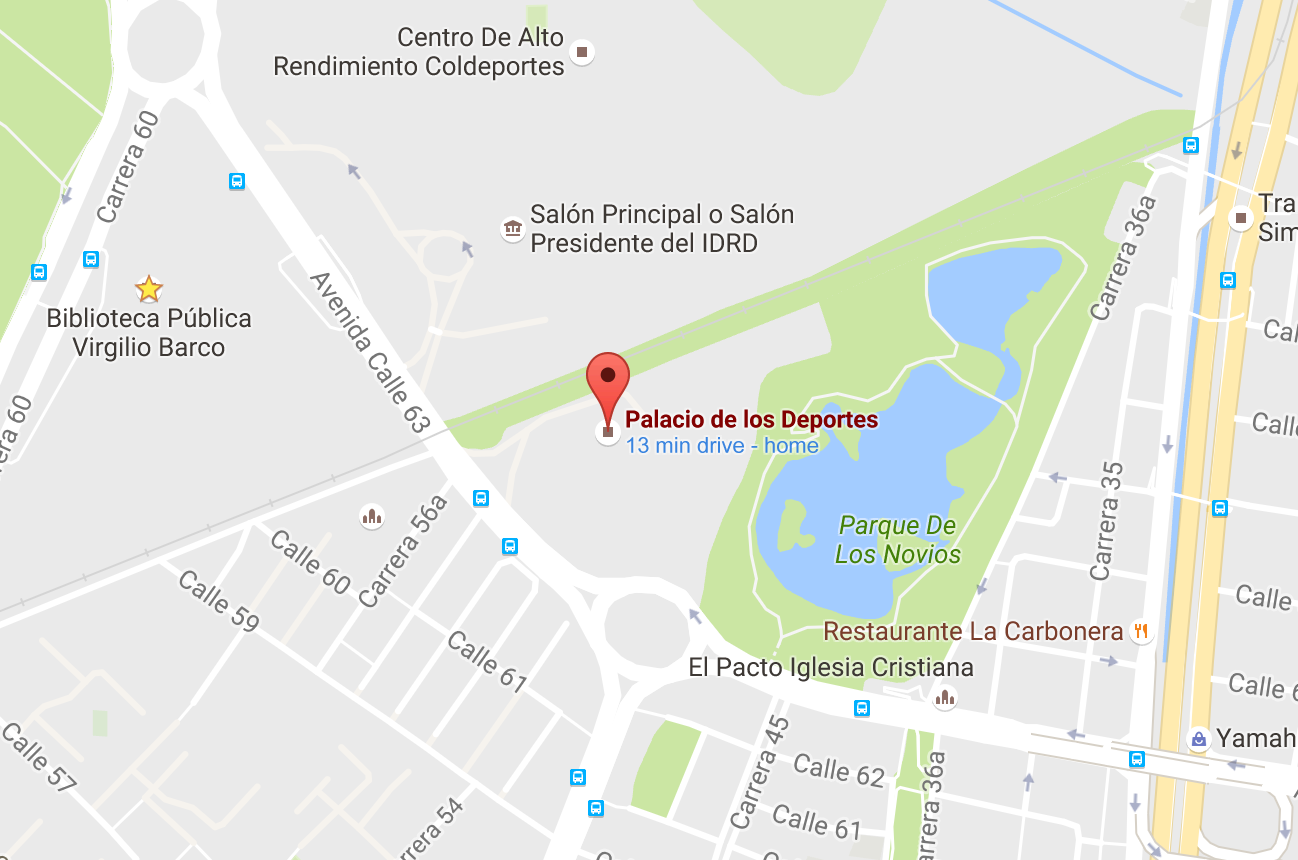 Centro De Alto
Rendimiento Coldeportes
Carrera 60
Salón Principal o Salón
Presidente del IDRD
Tra
Sim
Carrera 36a
Biblioteca Pública
Virgilio Barco
Avenida Calle 63
Calle
Palacio de los Deportes
13 min drive - home
Calle
Carrera 35
Parque De
Los Novios
Calle 60
Carrera 56a
Calle 59
Calle
Restaurante La Carbonera
Calle 61
El Pacto Iglesia Cristiana
Calle 6
Calle 57
Carrera 45
Yamah
Calle 62
Carrera 36a
rrera 54
Calle 61
rera 60